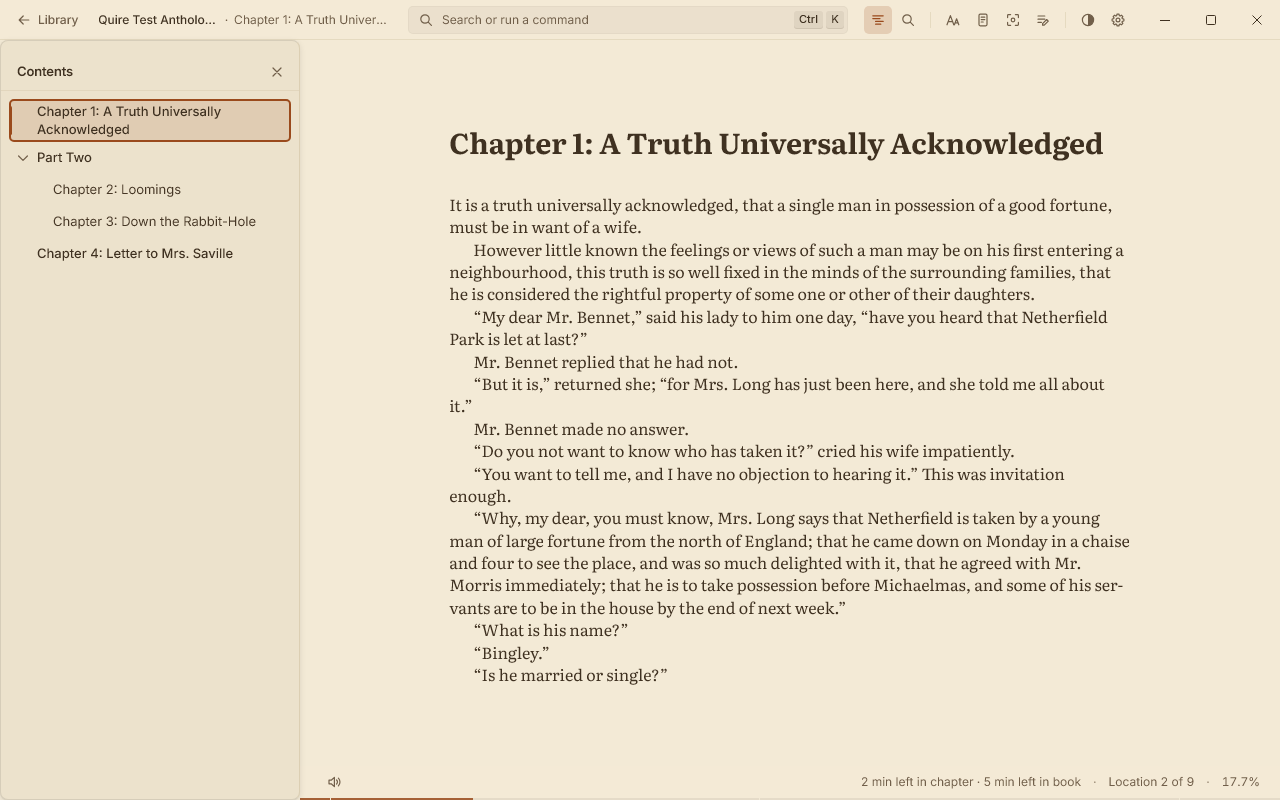 Library
Quire Test Antholo... · Chapter 1: A Truth Univer...
Search or run a command
Ctrl K
Contents
Chapter 1: A Truth Universally
Acknowledged
Part Two
Chapter 2: Loomings
Chapter 3: Down the Rabbit-Hole
Chapter 4: Letter to Mrs. Saville
Chapter 1: A Truth Universally Acknowledged
It is a truth universally acknowledged, that a single man in possession of a good fortune,
must be in want of a wife.
However little known the feelings or views of such a man may be on his first entering a
neighbourhood, this truth is so well fixed in the minds of the surrounding families, that
he is considered the rightful property of some one or other of their daughters.
“My dear Mr. Bennet,” said his lady to him one day, “have you heard that Netherfield
Park is let at last?”
Mr. Bennet replied that he had not.
“But it is,” returned she; “for Mrs. Long has just been here, and she told me all about
it.”
Mr. Bennet made no answer.
“Do you not want to know who has taken it?” cried his wife impatiently.
“You want to tell me, and I have no objection to hearing it.” This was invitation
enough.
“Why, my dear, you must know, Mrs. Long says that Netherfield is taken by a young
man of large fortune from the north of England; that he came down on Monday in a chaise
and four to see the place, and was so much delighted with it, that he agreed with Mr.
Morris immediately; that he is to take possession before Michaelmas, and some of his ser-
vants are to be in the house by the end of next week.”
“What is his name?”
“Bingley.”
“Is he married or single?”
2 min left in chapter · 5 min left in book · Location 2 of 9 · 17.7%